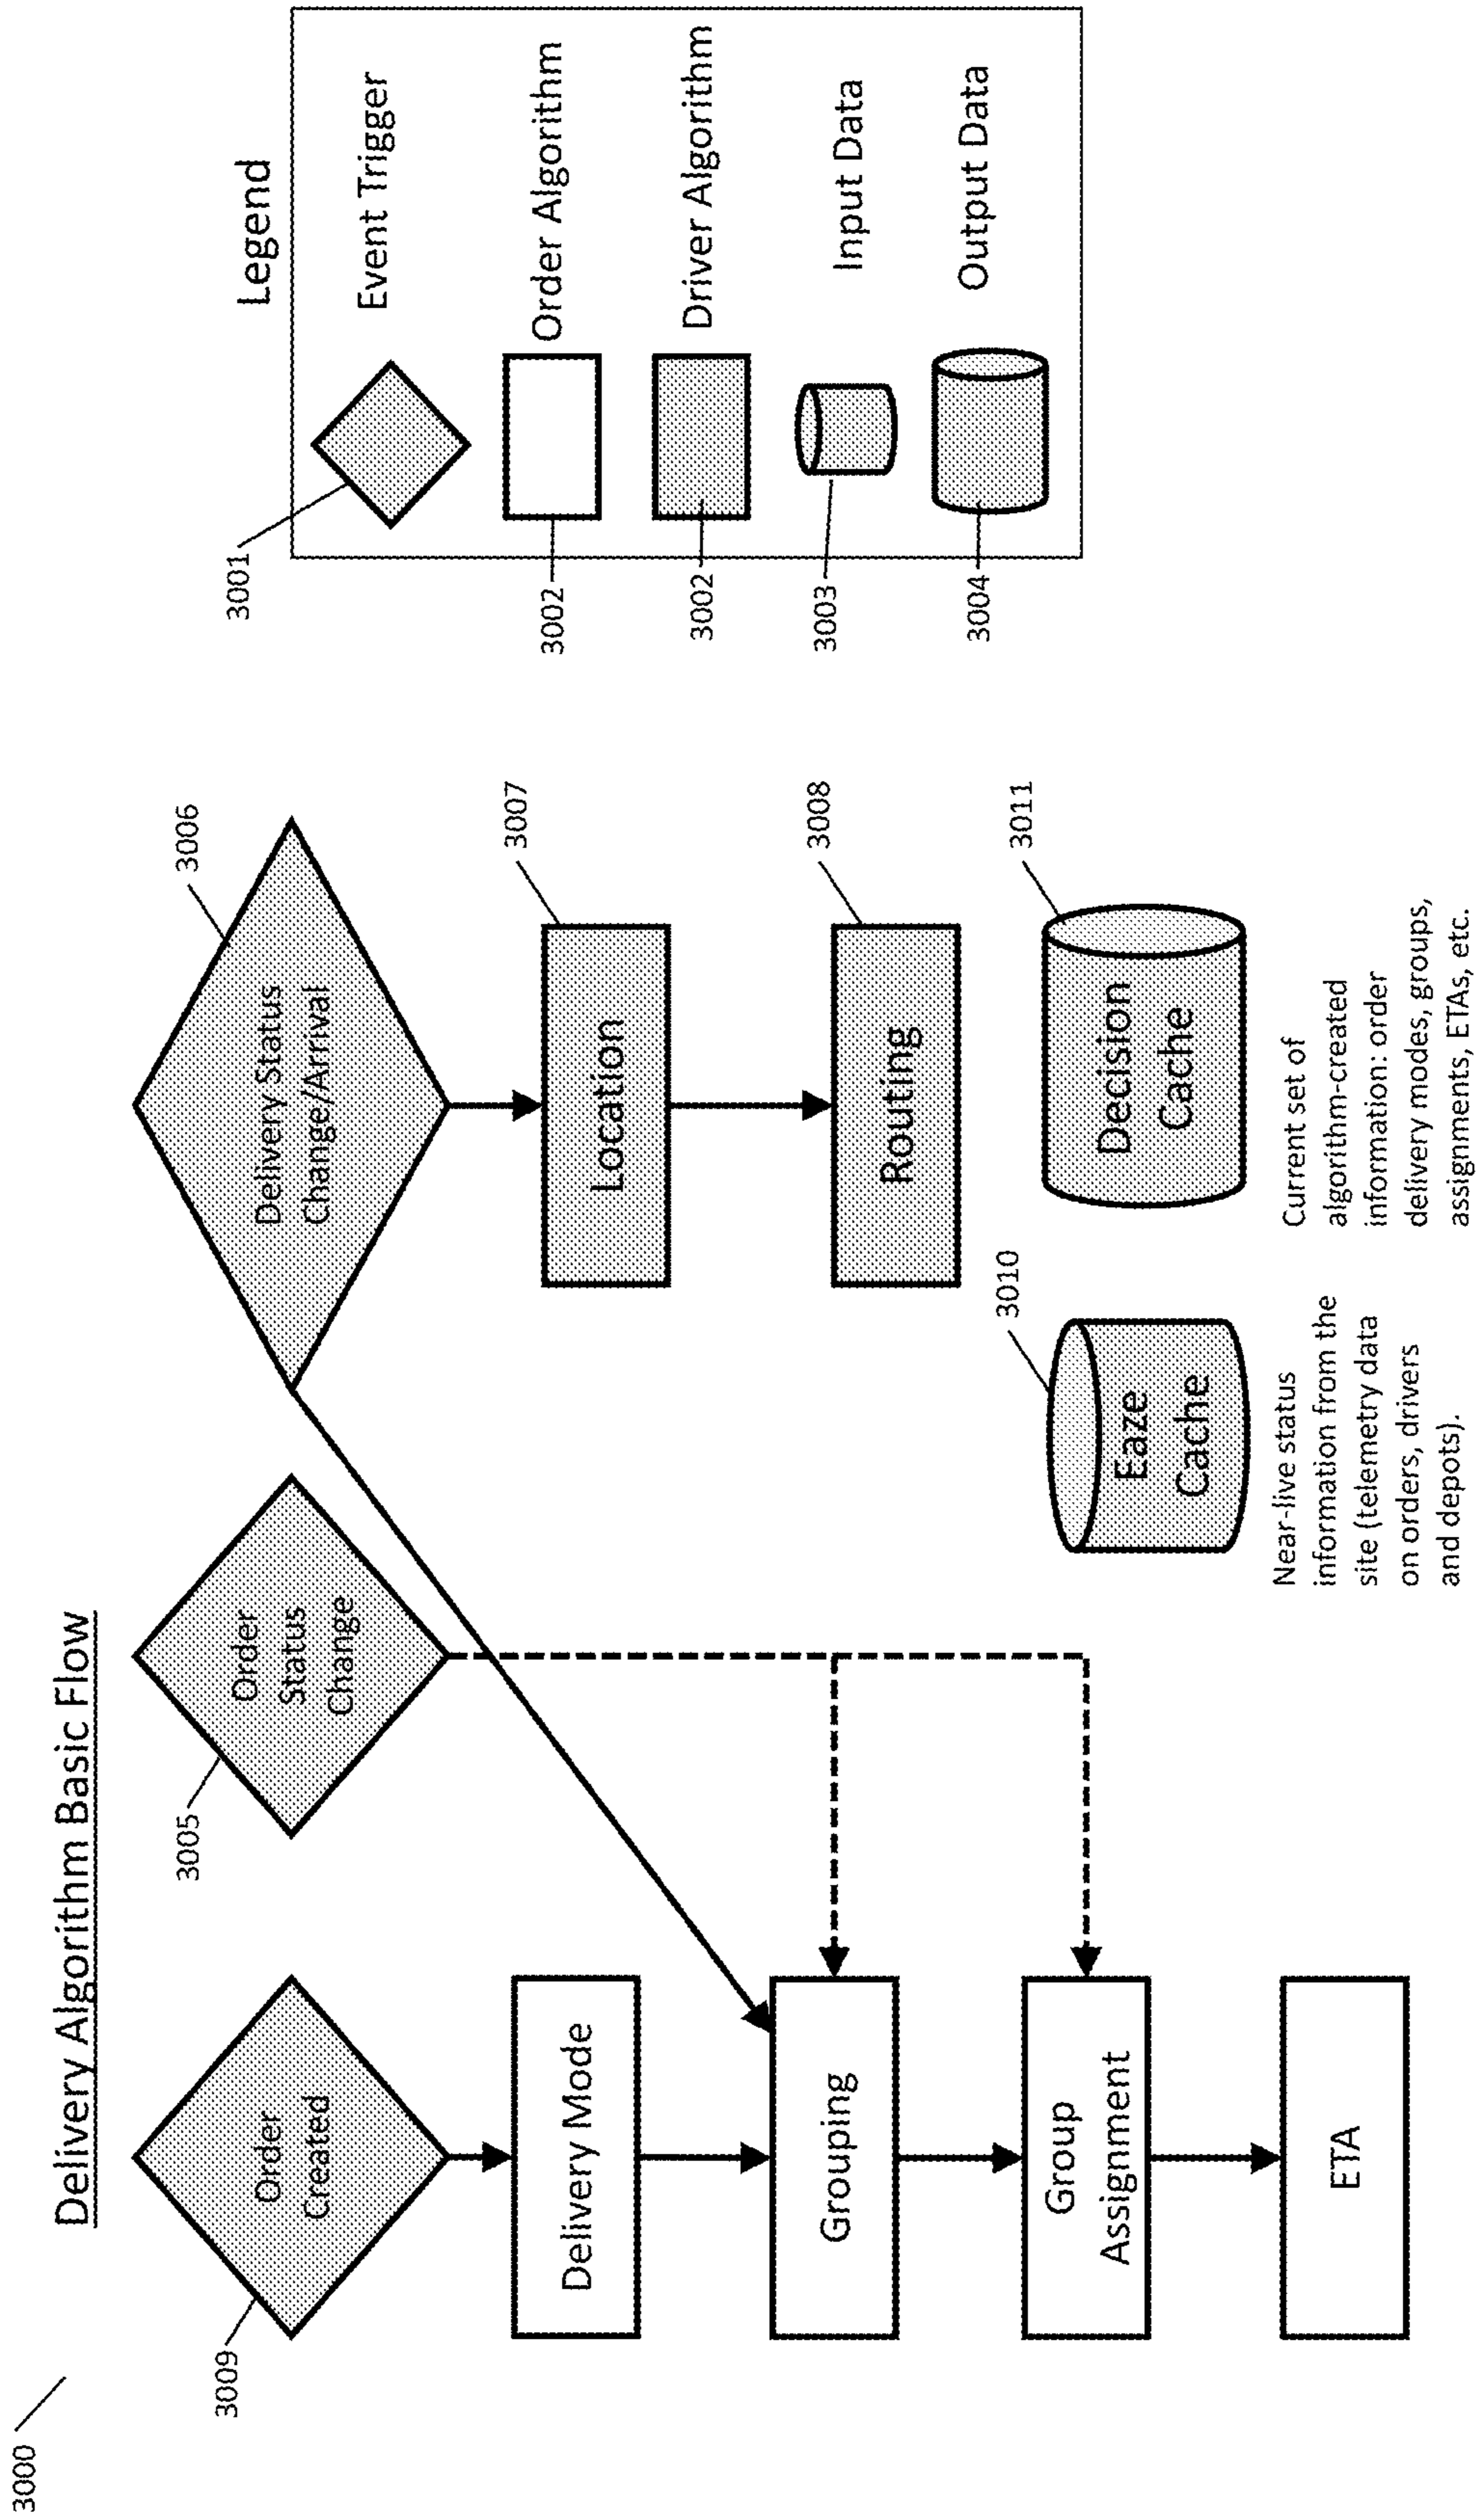 3000
Delivery Algorithm Basic Flow
3009
Order
Created
Delivery Mode
Grouping
Group
Assignment
ETA
3005
Order
Status
Change
3006
Delivery Status
Change/Arrival
3007
Location
3008
Routing
3010
Eaze
Cache
Near-live status
information from the
site (telemetry data
on orders, drivers
and depots).
3011
Decision
Cache
Current set of
algorithm-created
information: order
delivery modes, groups,
assignments, ETAs, etc.
Legend
3001
Event Trigger
3002
Order Algorithm
3002
Driver Algorithm
3003
Input Data
3004
Output Data